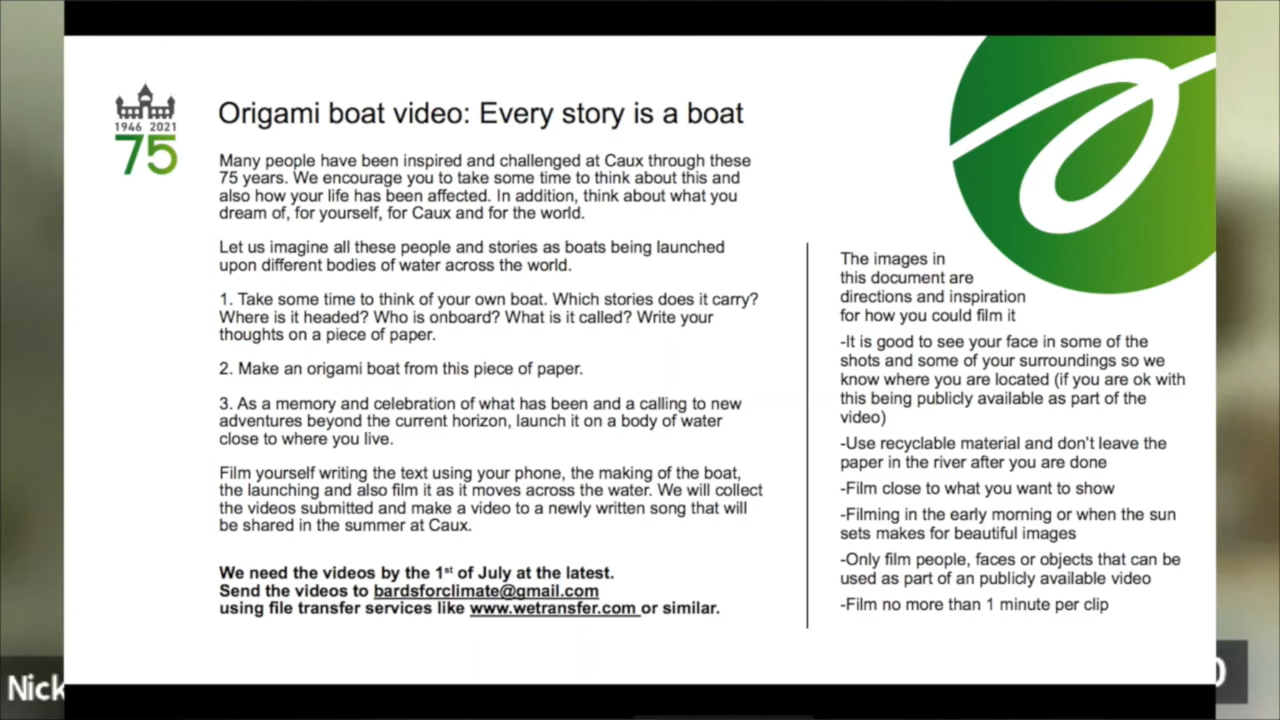 1946 2021
75
Origami boat video: Every story is a boat
Many people have been inspired and challenged at Caux through these
75 years. We encourage you to take some time to think about this and
also how your life has been affected. In addition, think about what you
dream of, for yourself, for Caux and for the world.
Let us imagine all these people and stories as boats being launched
upon different bodies of water across the world.
1. Take some time to think of your own boat. Which stories does it carry?
Where is it headed? Who is onboard? What is it called? Write your
thoughts on a piece of paper.
2. Make an origami boat from this piece of paper.
3. As a memory and celebration of what has been and a calling to new
adventures beyond the current horizon, launch it on a body of water
close to where you live.
Film yourself writing the text using your phone, the making of the boat,
the launching and also film it as it moves across the water. We will collect
the videos submitted and make a video to a newly written song that will
be shared in the summer at Caux.
We need the videos by the 1st of July at the latest.
Send the videos to bardsforclimate@gmail.com
using file transfer services like www.wetransfer.com or similar.
The images in
this document are
directions and inspiration
for how you could film it
-It is good to see your face in some of the
shots and some of your surroundings so we
know where you are located (if you are ok with
this being publicly available as part of the
video)
-Use recyclable material and don't leave the
paper in the river after you are done
-Film close to what you want to show
-Filming in the early morning or when the sun
sets makes for beautiful images
-Only film people, faces or objects that can be
used as part of an publicly available video
-Film no more than 1 minute per clip
Nick